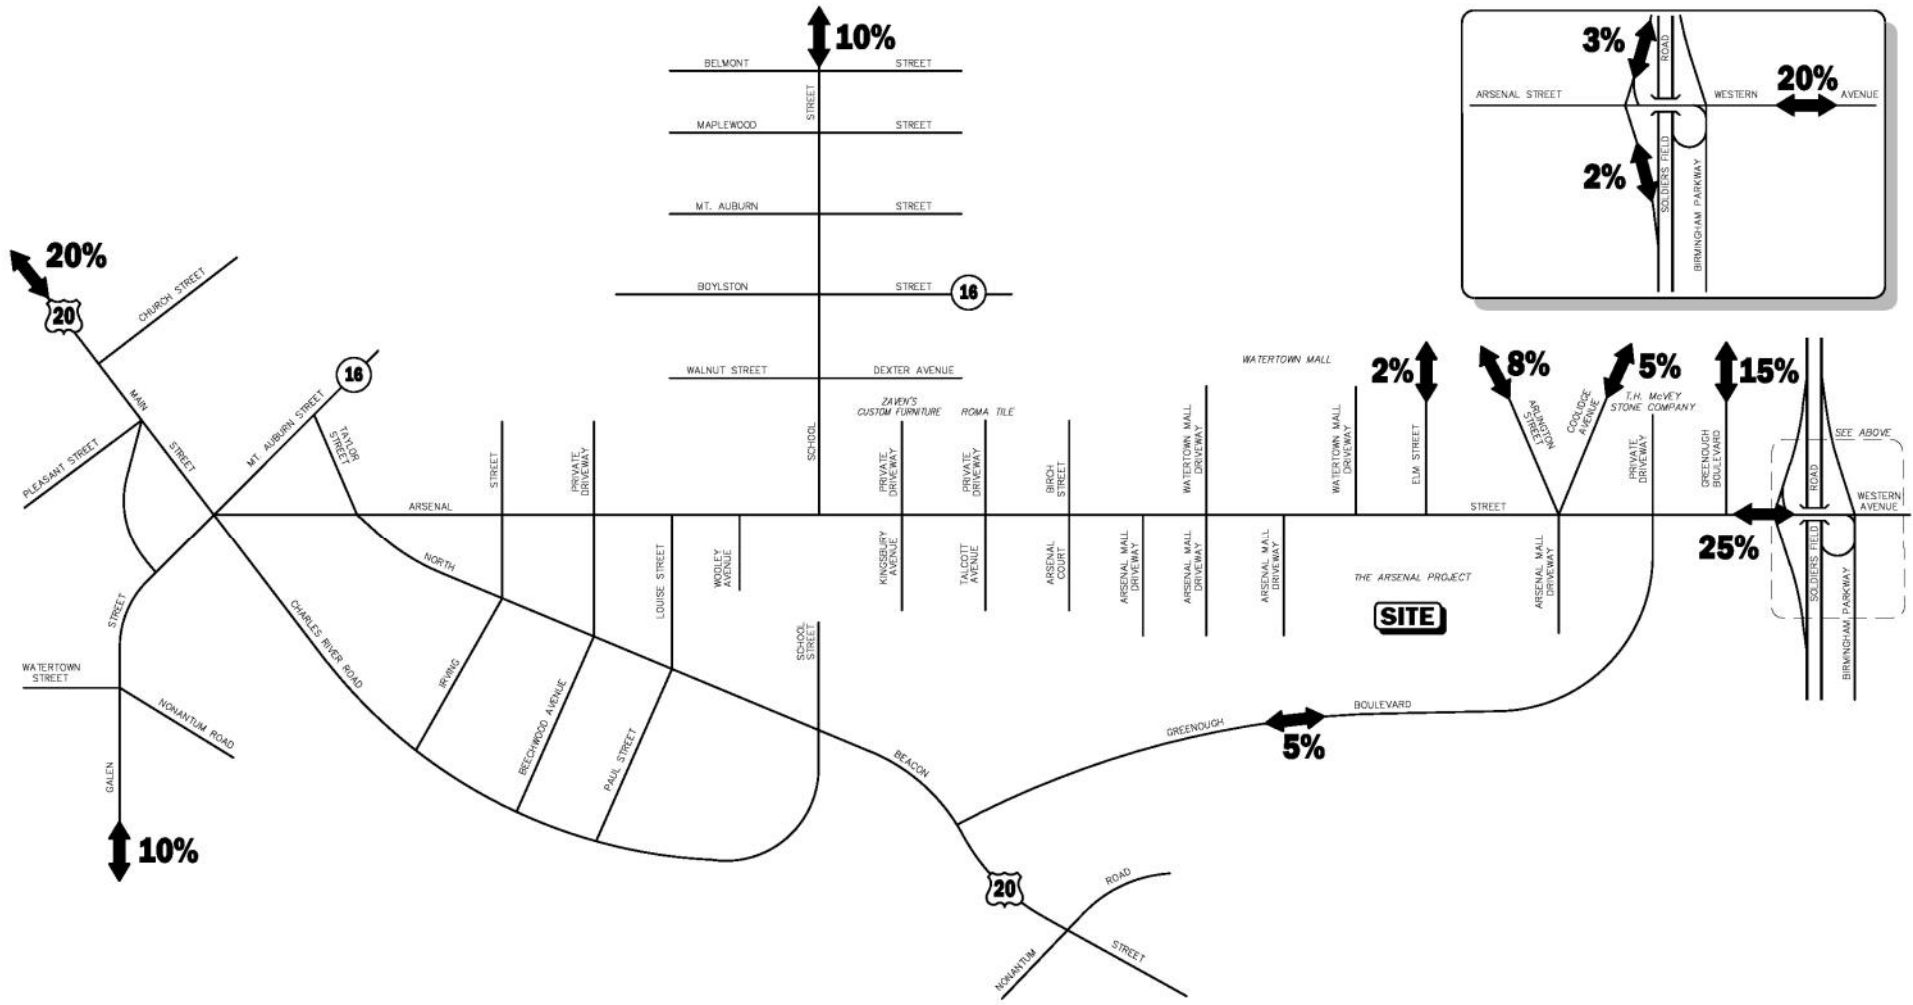 10%
BELMONT STREET
STREET
MAPLEWOOD STREET
MT. AUBURN STREET
BOYLSTON STREET
16
WALNUT STREET
DEXTER AVENUE
SCHOOL
3%
ROAD
20%
ARSENAL STREET
WESTERN AVENUE
2%
SOLDIERS FIELD
BIRMINGHAM PARKWAY
20%
20
CHURCH STREET
MAIN
STREET
PLEASANT STREET
MT. AUBURN STREET
16
TAYLOR
STREET
ARSENAL
STREET
PRIVATE
DRIVEWAY
ZAVEN'S
CUSTOM FURNITURE
ROMA TILE
PRIVATE
DRIVEWAY
PRIVATE
DRIVEWAY
BIRCH
STREET
WATERTOWN MALL
WATERTOWN MALL
DRIVEWAY
WATERTOWN MALL
DRIVEWAY
2%
ELM STREET
8%
ARLINGTON
STREET
5%
COOLIDGE
AVENUE
T.H. McVEY
STONE COMPANY
PRIVATE
DRIVEWAY
15%
GREENOUGH
BOULEVARD
SEE ABOVE
STREET
ROAD
WESTERN
AVENUE
25%
SOLDIERS FIELD
BIRMINGHAM PARKWAY
NORTH
LOUISE STREET
WOOLEY
AVENUE
KINGSBURY
AVENUE
TALCOTT
AVENUE
ARSENAL
COURT
ARSENAL MALL
DRIVEWAY
ARSENAL MALL
DRIVEWAY
ARSENAL MALL
DRIVEWAY
THE ARSENAL PROJECT
SITE
ARSENAL MALL
DRIVEWAY
STREET
CHARLES RIVER ROAD
IRVING
BEECHWOOD AVENUE
PAUL STREET
SCHOOL
STREET
WATERTOWN
STREET
NONANTUM ROAD
GALEN
10%
BEACON
GREENOUGH
BOULEVARD
5%
20
ROAD
NONANTUM
STREET